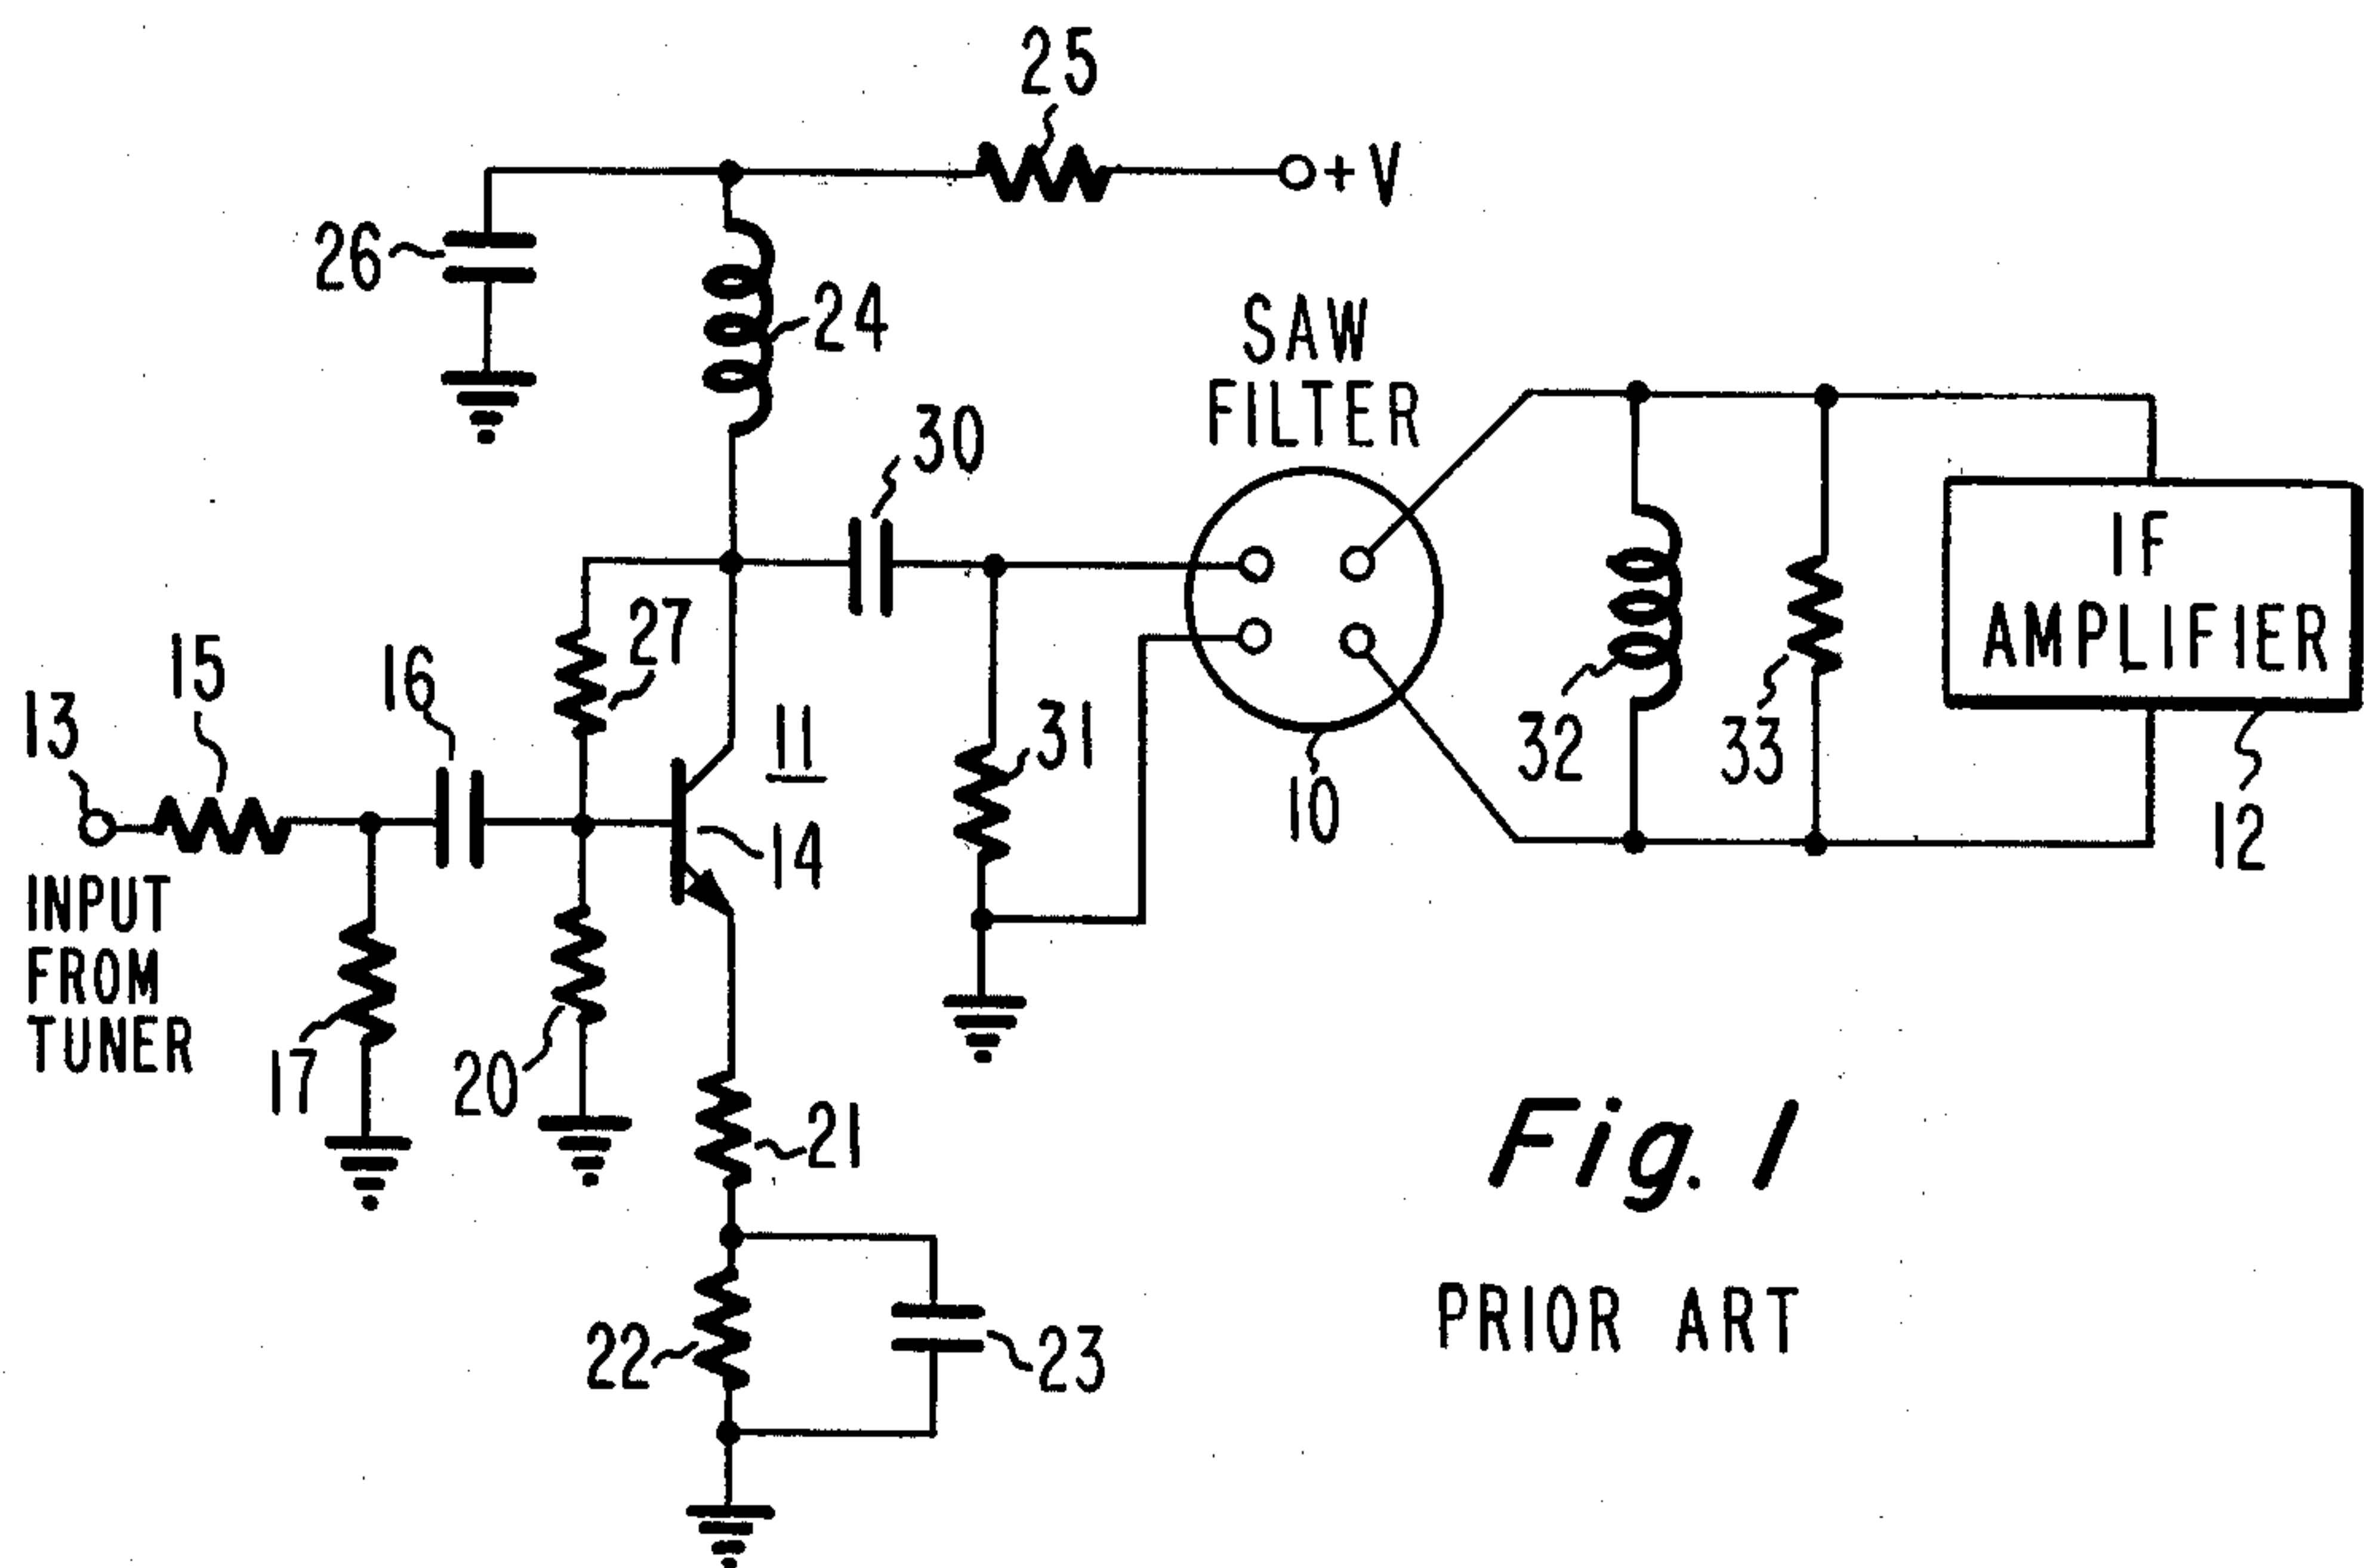 25
+ V
26
24
SAW
FILTER
30
IF
AMPLIFIER
27
15
16
13
11
31
32
33
10
14
12
INPUT
FROM
TUNER
17
20
21
Fig. 1
22
23
PRIOR ART